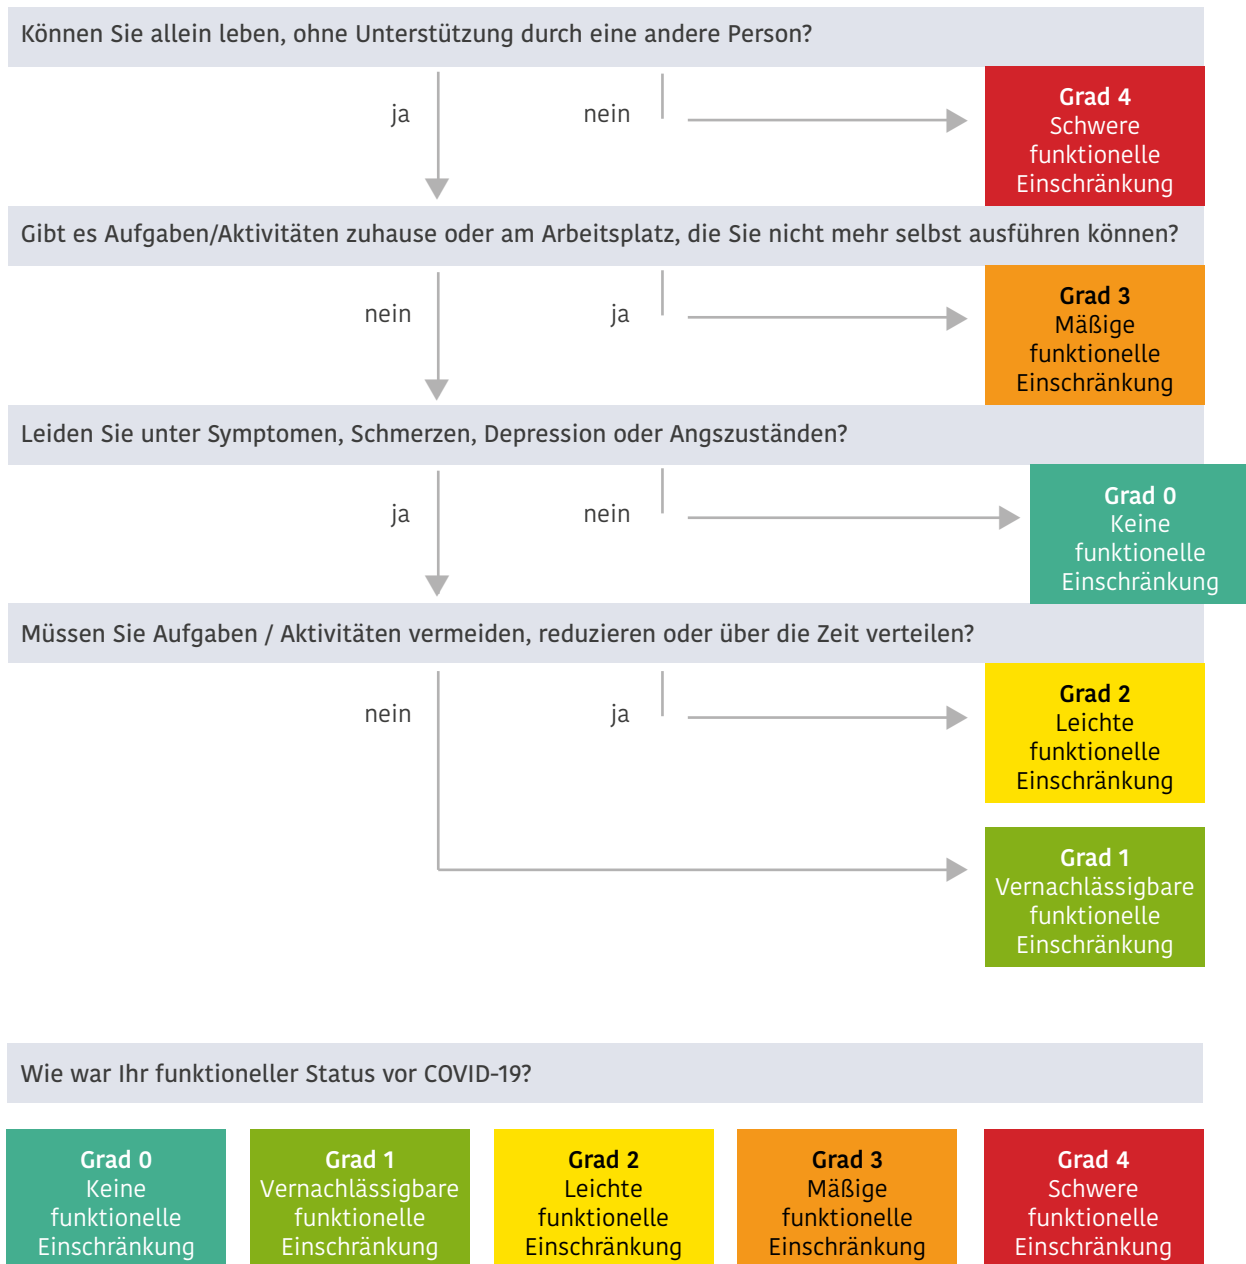 Können Sie allein leben, ohne Unterstützung durch eine andere Person?
ja
nein
Grad 4
Schwere
funktionelle
Einschränkung
Gibt es Aufgaben/Aktivitäten zuhause oder am Arbeitsplatz, die Sie nicht mehr selbst ausführen können?
nein
ja
Grad 3
Mäßige
funktionelle
Einschränkung
Leiden Sie unter Symptomen, Schmerzen, Depression oder Angszuständen?
ja
nein
Grad 0
Keine
funktionelle
Einschränkung
Müssen Sie Aufgaben / Aktivitäten vermeiden, reduzieren oder über die Zeit verteilen?
nein
ja
Grad 2
Leichte
funktionelle
Einschränkung
Grad 1
Vernachlässigbare
funktionelle
Einschränkung
Wie war Ihr funktioneller Status vor COVID-19?
Grad 0
Keine
funktionelle
Einschränkung
Grad 1
Vernachlässigbare
funktionelle
Einschränkung
Grad 2
Leichte
funktionelle
Einschränkung
Grad 3
Mäßige
funktionelle
Einschränkung
Grad 4
Schwere
funktionelle
Einschränkung